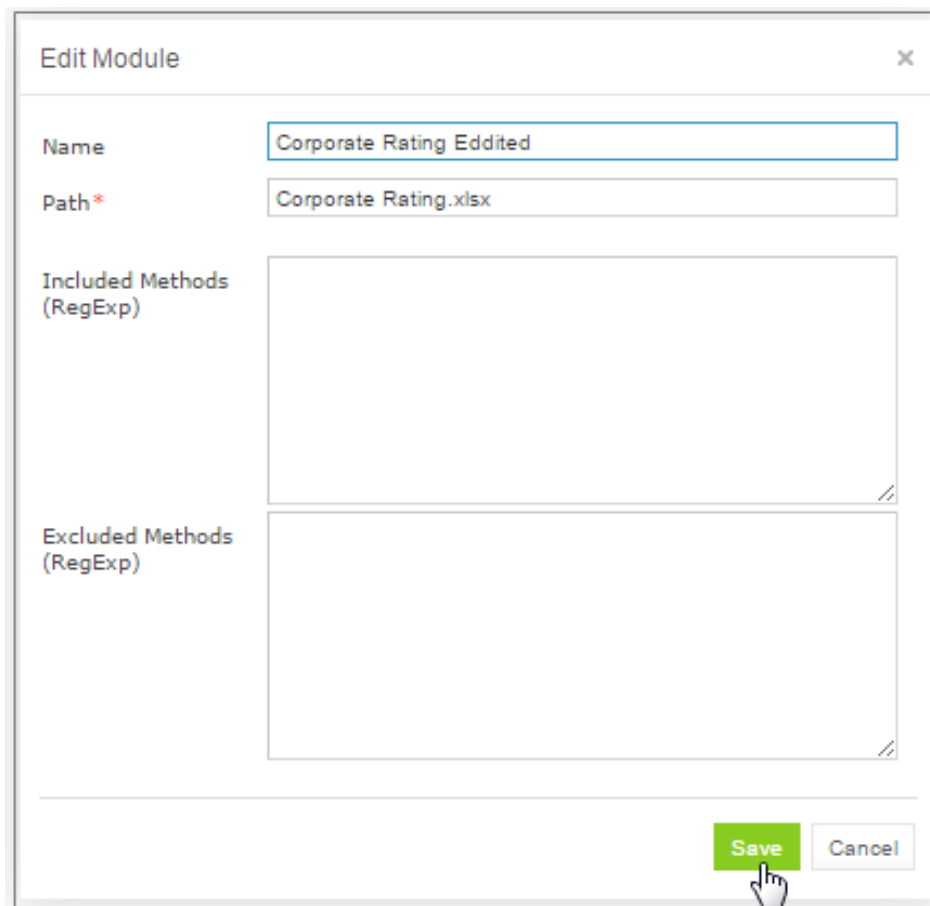 Edit Module ×
Name Corporate Rating Eddited
Path* Corporate Rating.xlsx
Included Methods
(RegExp)
Excluded Methods
(RegExp)
Save Cancel